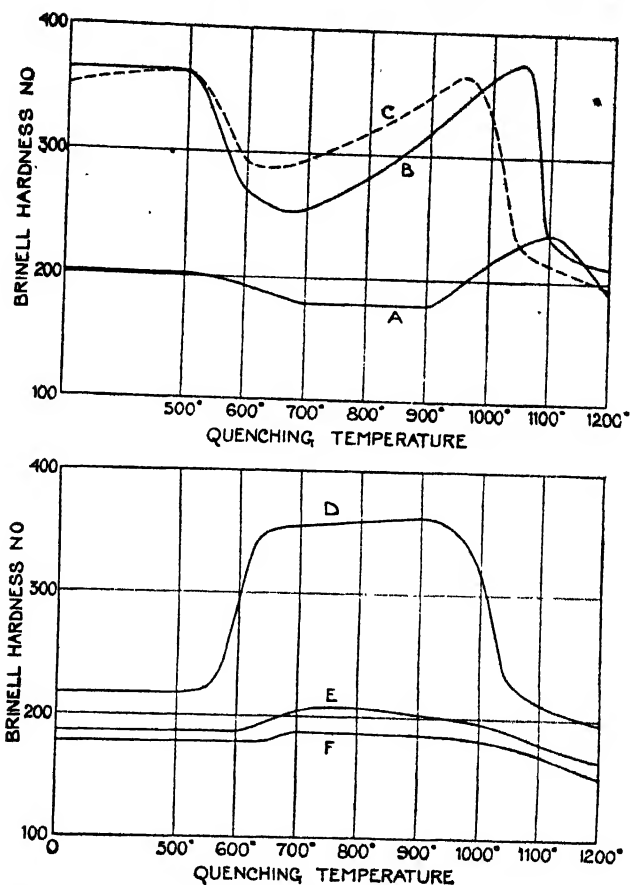 400
300
200
100
BRINELL HARDNESS NO
C
B
A
500° 600° 700° 800° 900° 1000° 1100° 1200°
QUENCHING TEMPERATURE
400
300
200
100
BRINELL HARDNESS NO
D
E
F
0 500° 600° 700° 800° 900° 1000° 1100° 1200°
QUENCHING TEMPERATURE